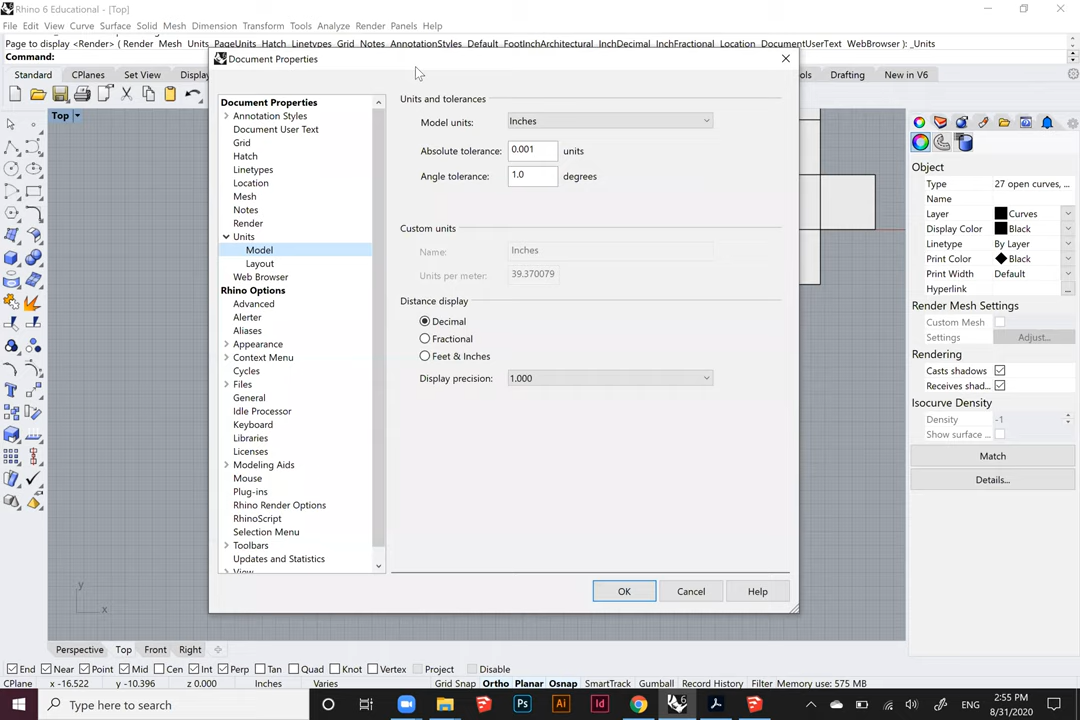 Rhino 6 Educational - [Top]
File Edit View Curve Surface Solid Mesh Dimension Transform Tools Analyze Render Panels Help
Page to display <Render> ( Render Mesh Units PageUnits Hatch Linetypes Grid Notes AnnotationStyles Default FootInchArchitectural InchDecimal InchFractional Location DocumentUserText WebBrowser ): _Units
Command:
Document Properties
Standard CPlanes Set View Display ols Drafting New in V6
Top
Document Properties
Annotation Styles
Document User Text
Grid
Hatch
Linetypes
Location
Mesh
Notes
Render
Units
Model
Layout
Web Browser
Rhino Options
Advanced
Alerter
Aliases
Appearance
Context Menu
Cycles
Files
General
Idle Processor
Keyboard
Libraries
Licenses
Modeling Aids
Mouse
Plug-ins
Rhino Render Options
RhinoScript
Selection Menu
Toolbars
Updates and Statistics
View
Units and tolerances
Model units: Inches
Absolute tolerance: 0.001 units
Angle tolerance: 1.0 degrees
Custom units
Name: Inches
Units per meter: 39.370079
Distance display
Decimal
Fractional
Feet & Inches
Display precision: 1.000
OK Cancel Help
Object
Type 27 open curves, ...
Name
Layer Curves
Display Color Black
Linetype By Layer
Print Color Black
Print Width Default
Hyperlink ...
Render Mesh Settings
Custom Mesh
Settings Adjust...
Rendering
Casts shadows
Receives shad...
Isocurve Density
Density -1
Show surface ...
Match
Details...
y
x
Perspective Top Front Right
End Near Point Mid Cen Int Perp Tan Quad Knot Vertex Project Disable
CPlane x -16.522 y -10.396 z 0.000 Inches Varies Grid Snap Ortho Planar Osnap SmartTrack Gumball Record History Filter Memory use: 575 MB
Type here to search
Ps Ai Id 6
ENG 2:55 PM
8/31/2020